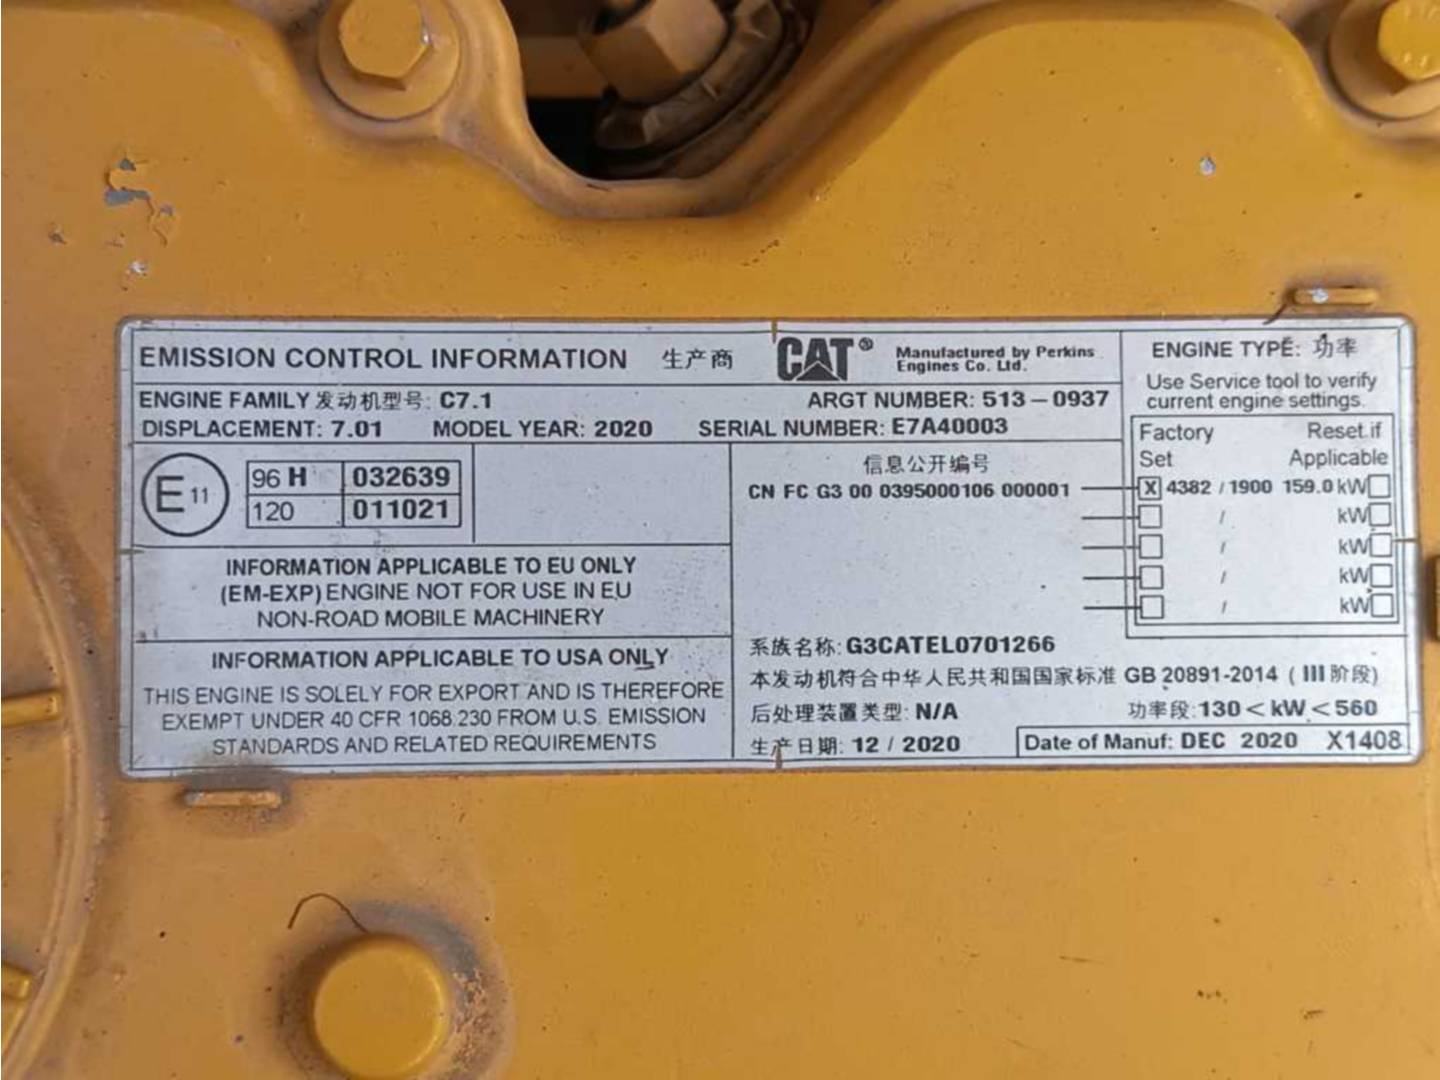 EMISSION CONTROL INFORMATION 生产商 CAT® Manufactured by Perkins Engines Co. Ltd.
ENGINE FAMILY 发动机型号: C7.1 ARGT NUMBER: 513-0937
DISPLACEMENT: 7.01 MODEL YEAR: 2020 SERIAL NUMBER: E7A40003
E 11
96 H 032639
120 011021
INFORMATION APPLICABLE TO EU ONLY
(EM-EXP) ENGINE NOT FOR USE IN EU
NON-ROAD MOBILE MACHINERY
INFORMATION APPLICABLE TO USA ONLY
THIS ENGINE IS SOLELY FOR EXPORT AND IS THEREFORE
EXEMPT UNDER 40 CFR 1068.230 FROM U.S. EMISSION
STANDARDS AND RELATED REQUIREMENTS
信息公开编号
CN FC G3 00 0395000106 000001
ENGINE TYPE: 功率
Use Service tool to verify
current engine settings.
Factory Reset if
Set Applicable
X 4382 / 1900 159.0 kW
/ kW
/ kW
/ kW
/ kW
系族名称: G3CATEL0701266
本发动机符合中华人民共和国国家标准 GB 20891-2014 ( III 阶段)
后处理装置类型: N/A 功率段: 130 < kW < 560
生产日期: 12 / 2020 Date of Manuf: DEC 2020 X1408